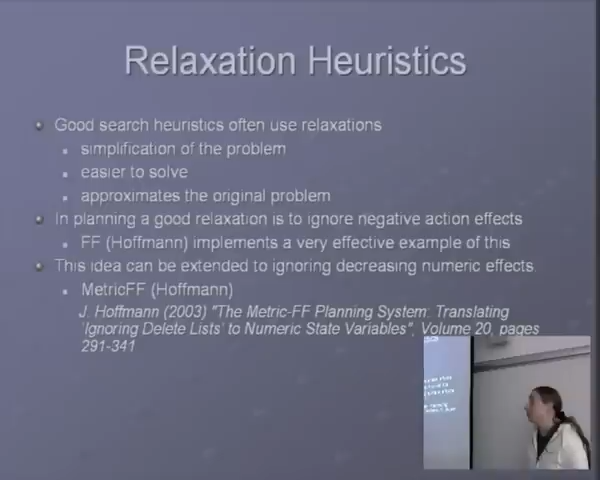 Relaxation Heuristics
Good search heuristics often use relaxations
simplification of the problem
easier to solve
approximates the original problem
In planning a good relaxation is to ignore negative action effects
FF (Hoffmann) implements a very effective example of this
This idea can be extended to ignoring decreasing numeric effects.
MetricFF (Hoffmann)
J. Hoffmann (2003) "The Metric-FF Planning System: Translating
'Ignoring Delete Lists' to Numeric State Variables", Volume 20, pages
291-341